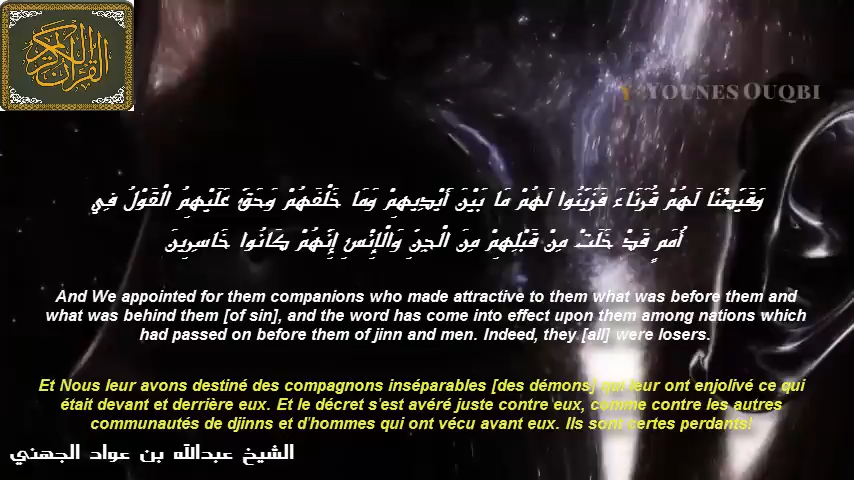 القرآن الكريم
YOUNES OUQBI
وَقَيَّضْنَا لَهُمْ قُرَنَاءَ فَزَيَّنُوا لَهُمْ مَا بَيْنَ أَيْدِيهِمْ وَمَا خَلْفَهُمْ وَحَقَّ عَلَيْهِمُ الْقَوْلُ فِي
أُمَمٍ قَدْ خَلَتْ مِنْ قَبْلِهِمْ مِنَ الْجِنِّ وَالْإِنْسِ إِنَّهُمْ كَانُوا خَاسِرِينَ
And We appointed for them companions who made attractive to them what was before them and
what was behind them [of sin], and the word has come into effect upon them among nations which
had passed on before them of jinn and men. Indeed, they [all] were losers.
Et Nous leur avons destiné des compagnons inséparables [des démons] qui leur ont enjolivé ce qui
était devant et derrière eux. Et le décret s'est avéré juste contre eux, comme contre les autres
communautés de djinns et d'hommes qui ont vécu avant eux. Ils sont certes perdants!
الشيخ عبدالله بن عواد الجهني